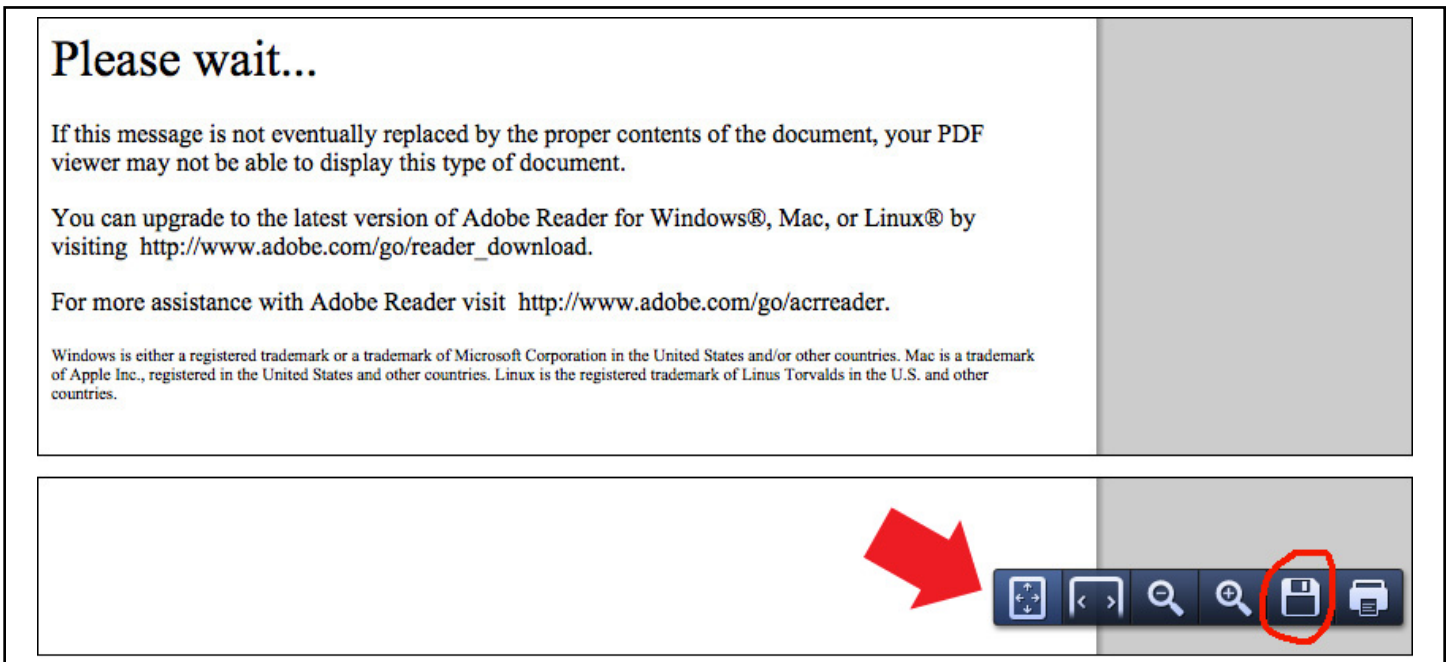 Please wait...
If this message is not eventually replaced by the proper contents of the document, your PDF
viewer may not be able to display this type of document.
You can upgrade to the latest version of Adobe Reader for Windows®, Mac, or Linux® by
visiting  http://www.adobe.com/go/reader_download.
For more assistance with Adobe Reader visit  http://www.adobe.com/go/acrreader.
Windows is either a registered trademark or a trademark of Microsoft Corporation in the United States and/or other countries. Mac is a trademark
of Apple Inc., registered in the United States and other countries. Linux is the registered trademark of Linus Torvalds in the U.S. and other
countries.